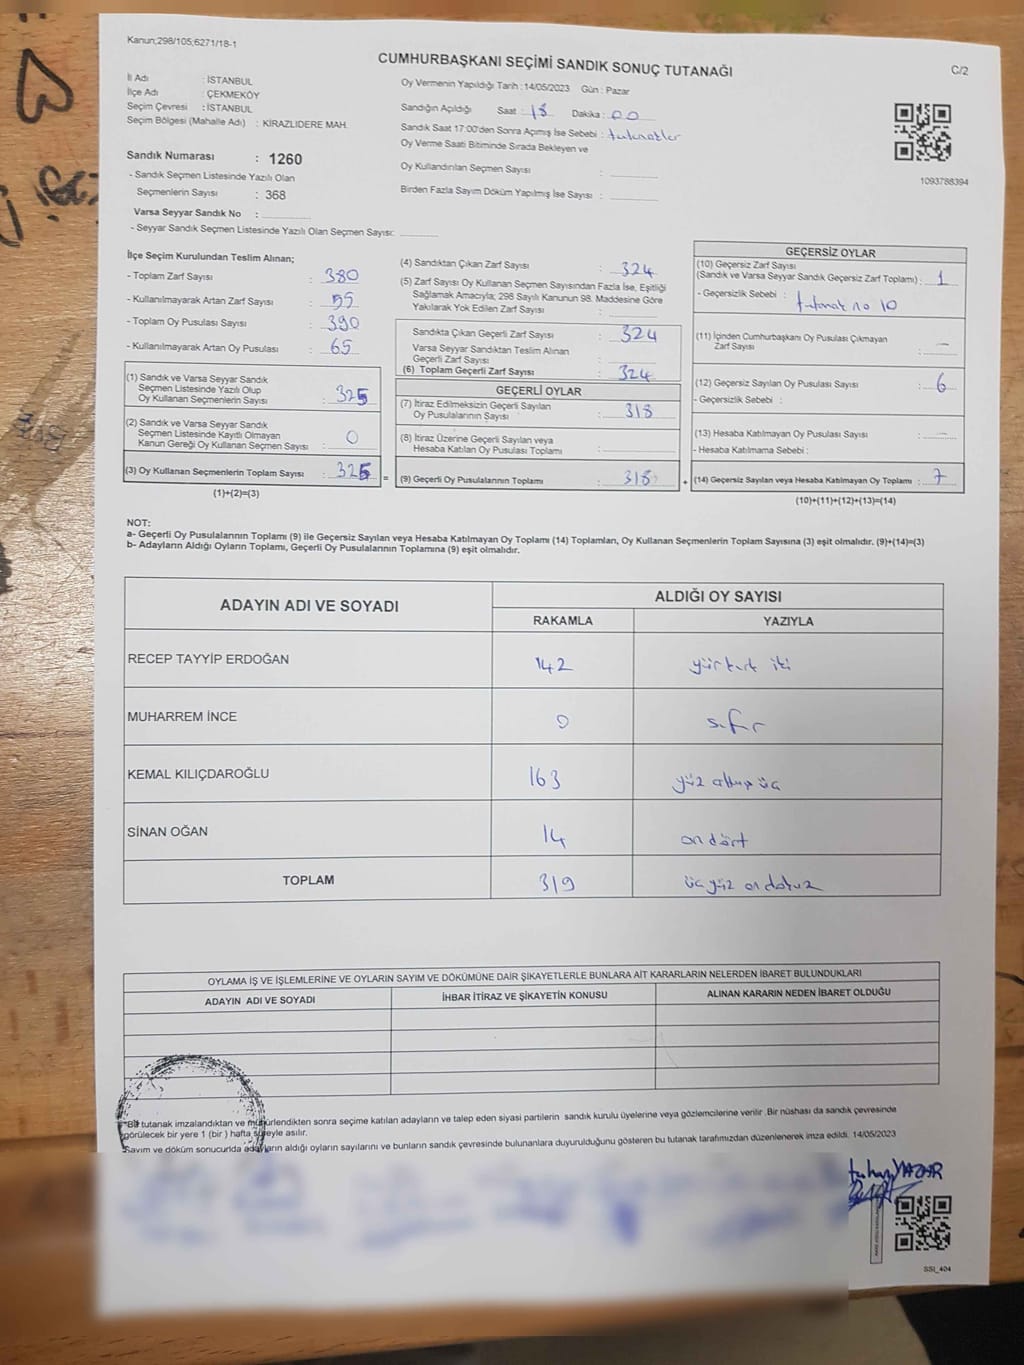 Kanun;298/105;6271/18-1
CUMHURBAŞKANI SEÇİMİ SANDIK SONUÇ TUTANAĞI
C/2
İl Adı : İSTANBUL
İlçe Adı : ÇEKMEKÖY
Seçim Çevresi : İSTANBUL
Seçim Bölgesi (Mahalle Adı) : KİRAZLIDERE MAH.
Oy Vermenin Yapıldığı Tarih : 14/05/2023 Gün : Pazar
Sandığın Açıldığı Saat : 18 Dakika : 00
Sandık Saat 17:00'den Sonra Açımış İse Sebebi : tutanaklar
Oy Verme Saati Bitiminde Sırada Bekleyen ve
Oy Kullandırılan Seçmen Sayısı :
Birden Fazla Sayım Döküm Yapılmış İse Sayısı :
1093788394
Sandık Numarası : 1260
- Sandık Seçmen Listesinde Yazılı Olan
Seçmenlerin Sayısı : 368
Varsa Seyyar Sandık No :
- Seyyar Sandık Seçmen Listesinde Yazılı Olan Seçmen Sayısı:
İlçe Seçim Kurulundan Teslim Alınan;
- Toplam Zarf Sayısı : 380
- Kullanılmayarak Artan Zarf Sayısı : 55
- Toplam Oy Pusulası Sayısı : 390
- Kullanılmayarak Artan Oy Pusulası : 65
(1) Sandık ve Varsa Seyyar Sandık
Seçmen Listesinde Yazılı Olup
Oy Kullanan Seçmenlerin Sayısı : 325
(2) Sandık ve Varsa Seyyar Sandık
Seçmen Listesinde Kayıtlı Olmayan
Kanun Gereği Oy Kullanan Seçmen Sayısı : 0
(3) Oy Kullanan Seçmenlerin Toplam Sayısı : 325
(1)+(2)=(3)
(4) Sandıktan Çıkan Zarf Sayısı : 324
(5) Zarf Sayısı Oy Kullanan Seçmen Sayısından Fazla İse, Eşitliği
Sağlamak Amacıyla; 298 Sayılı Kanunun 98. Maddesine Göre
Yakılarak Yok Edilen Zarf Sayısı :
Sandıkta Çıkan Geçerli Zarf Sayısı : 324
Varsa Seyyar Sandıktan Teslim Alınan
Geçerli Zarf Sayısı :
(6) Toplam Geçerli Zarf Sayısı : 324
GEÇERLİ OYLAR
(7) İtiraz Edilmeksizin Geçerli Sayılan
Oy Pusulalarının Sayısı : 318
(8) İtiraz Üzerine Geçerli Sayılan veya
Hesaba Katılan Oy Pusulası Toplamı :
= (9) Geçerli Oy Pusulalarının Toplamı : 318
GEÇERSİZ OYLAR
(10) Geçersiz Zarf Sayısı
(Sandık ve Varsa Seyyar Sandık Geçersiz Zarf Toplamı) : 1
- Geçersizlik Sebebi : tutanak no 10
(11) İçinden Cumhurbaşkanı Oy Pusulası Çıkmayan
Zarf Sayısı : —
(12) Geçersiz Sayılan Oy Pusulası Sayısı : 6
- Geçersizlik Sebebi :
(13) Hesaba Katılmayan Oy Pusulası Sayısı : —
- Hesaba Katılmama Sebebi :
+ (14) Geçersiz Sayılan veya Hesaba Katılmayan Oy Toplamı : 7
(10)+(11)+(12)+(13)=(14)
NOT:
a- Geçerli Oy Pusulalarının Toplamı (9) ile Geçersiz Sayılan veya Hesaba Katılmayan Oy Toplamı (14) Toplamları, Oy Kullanan Seçmenlerin Toplam Sayısına (3) eşit olmalıdır. (9)+(14)=(3)
b- Adayların Aldığı Oyların Toplamı, Geçerli Oy Pusulalarının Toplamına (9) eşit olmalıdır.
ADAYIN ADI VE SOYADI
ALDIĞI OY SAYISI
RAKAMLA YAZIYLA
RECEP TAYYİP ERDOĞAN 142 yüz kırk iki
MUHARREM İNCE 0 sıfır
KEMAL KILIÇDAROĞLU 163 yüz altmış üç
SİNAN OĞAN 14 on dört
TOPLAM 319 üç yüz on dokuz
OYLAMA İŞ VE İŞLEMLERİNE VE OYLARIN SAYIM VE DÖKÜMÜNE DAİR ŞİKAYETLERLE BUNLARA AİT KARARLARIN NELERDEN İBARET BULUNDUKLARI
ADAYIN ADI VE SOYADI İHBAR İTİRAZ VE ŞİKAYETİN KONUSU ALINAN KARARIN NEDEN İBARET OLDUĞU
*Bir tutanak imzalandıktan ve mühürlendikten sonra seçime katılan adayların ve talep eden siyasi partilerin sandık kurulu üyelerine veya gözlemcilerine verilir .Bir nüshası da sandık çevresinde
görülecek bir yere 1 (bir ) hafta süreyle asılır.
Sayım ve döküm sonucunda adayların aldığı oyların sayılarını ve bunların sandık çevresinde bulunanlara duyurulduğunu gösteren bu tutanak tarafımızdan düzenlenerek imza edildi. 14/05/2023
YAZAR
SSI_404